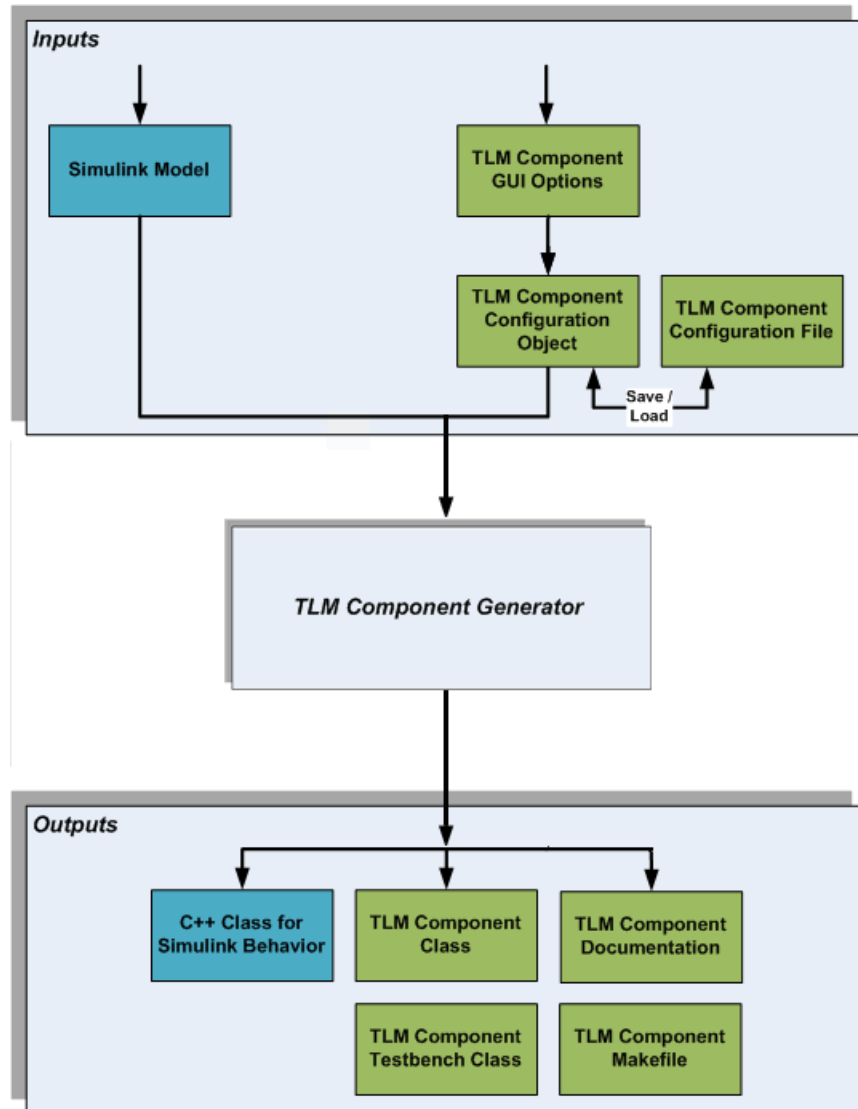 Inputs
Simulink Model
TLM Component
GUI Options
TLM Component
Configuration
Object
TLM Component
Configuration File
Save /
Load
TLM Component Generator
Outputs
C++ Class for
Simulink Behavior
TLM Component
Class
TLM Component
Documentation
TLM Component
Testbench Class
TLM Component
Makefile